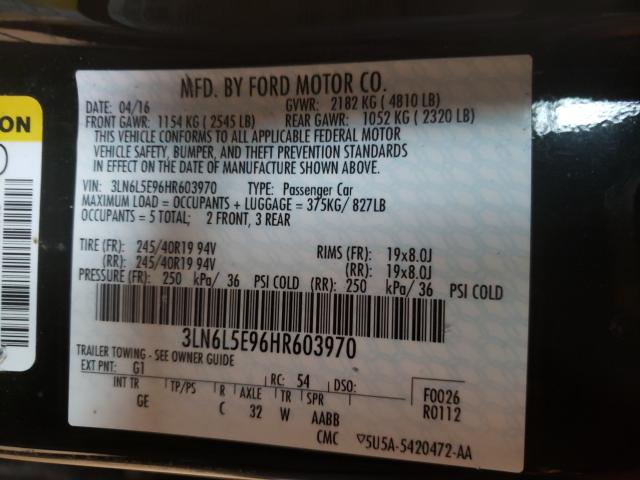 MFD. BY FORD MOTOR CO.
DATE: 04/16 GVWR: 2182 KG ( 4810 LB)
FRONT GAWR: 1154 KG ( 2545 LB) REAR GAWR: 1052 KG ( 2320 LB)
THIS VEHICLE CONFORMS TO ALL APPLICABLE FEDERAL MOTOR
VEHICLE SAFETY, BUMPER, AND THEFT PREVENTION STANDARDS
IN EFFECT ON THE DATE OF MANUFACTURE SHOWN ABOVE.
VIN: 3LN6L5E96HR603970 TYPE: Passenger Car
MAXIMUM LOAD = OCCUPANTS + LUGGAGE = 375KG/ 827LB
OCCUPANTS = 5 TOTAL; 2 FRONT, 3 REAR
TIRE (FR): 245/40R19 94V RIMS (FR): 19x8.0J
(RR): 245/40R19 94V (RR): 19x8.0J
PRESSURE (FR): 250 kPa/ 36 PSI COLD (RR): 250 kPa/ 36 PSI COLD
3LN6L5E96HR603970
TRAILER TOWING - SEE OWNER GUIDE
EXT PNT: G1 RC: 54 DSO: F0026
INT TR TP/PS R AXLE TR SPR R0112
GE C 32 W AABB
CMC ▽5U5A-5420472-AA
ON